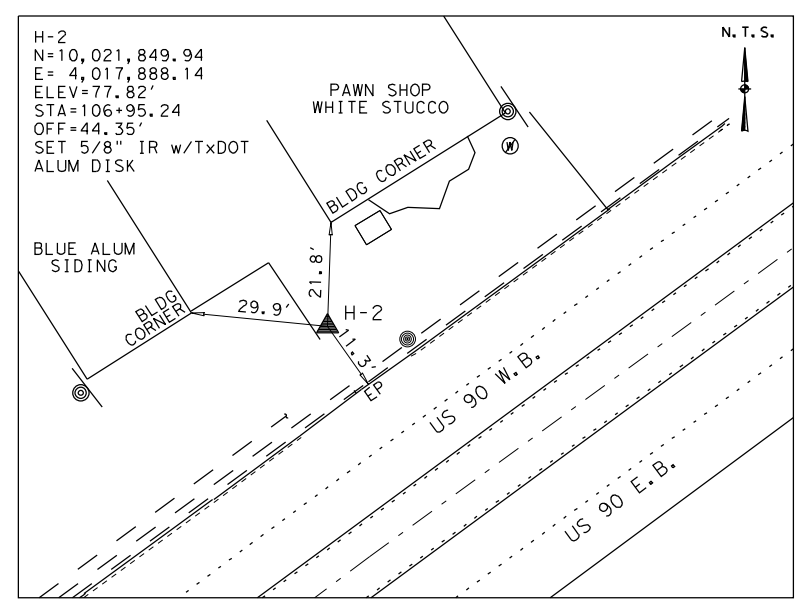 H-2
N=10,021,849.94
E= 4,017,888.14
ELEV=77.82'
STA=106+95.24
OFF=44.35'
SET 5/8" IR w/TxDOT
ALUM DISK
N.T.S.
PAWN SHOP
WHITE STUCCO
W
BLDG CORNER
BLUE ALUM
SIDING
BLDG
CORNER
29.9'
21.8'
H-2
11.3'
EP
US 90 W.B.
US 90 E.B.